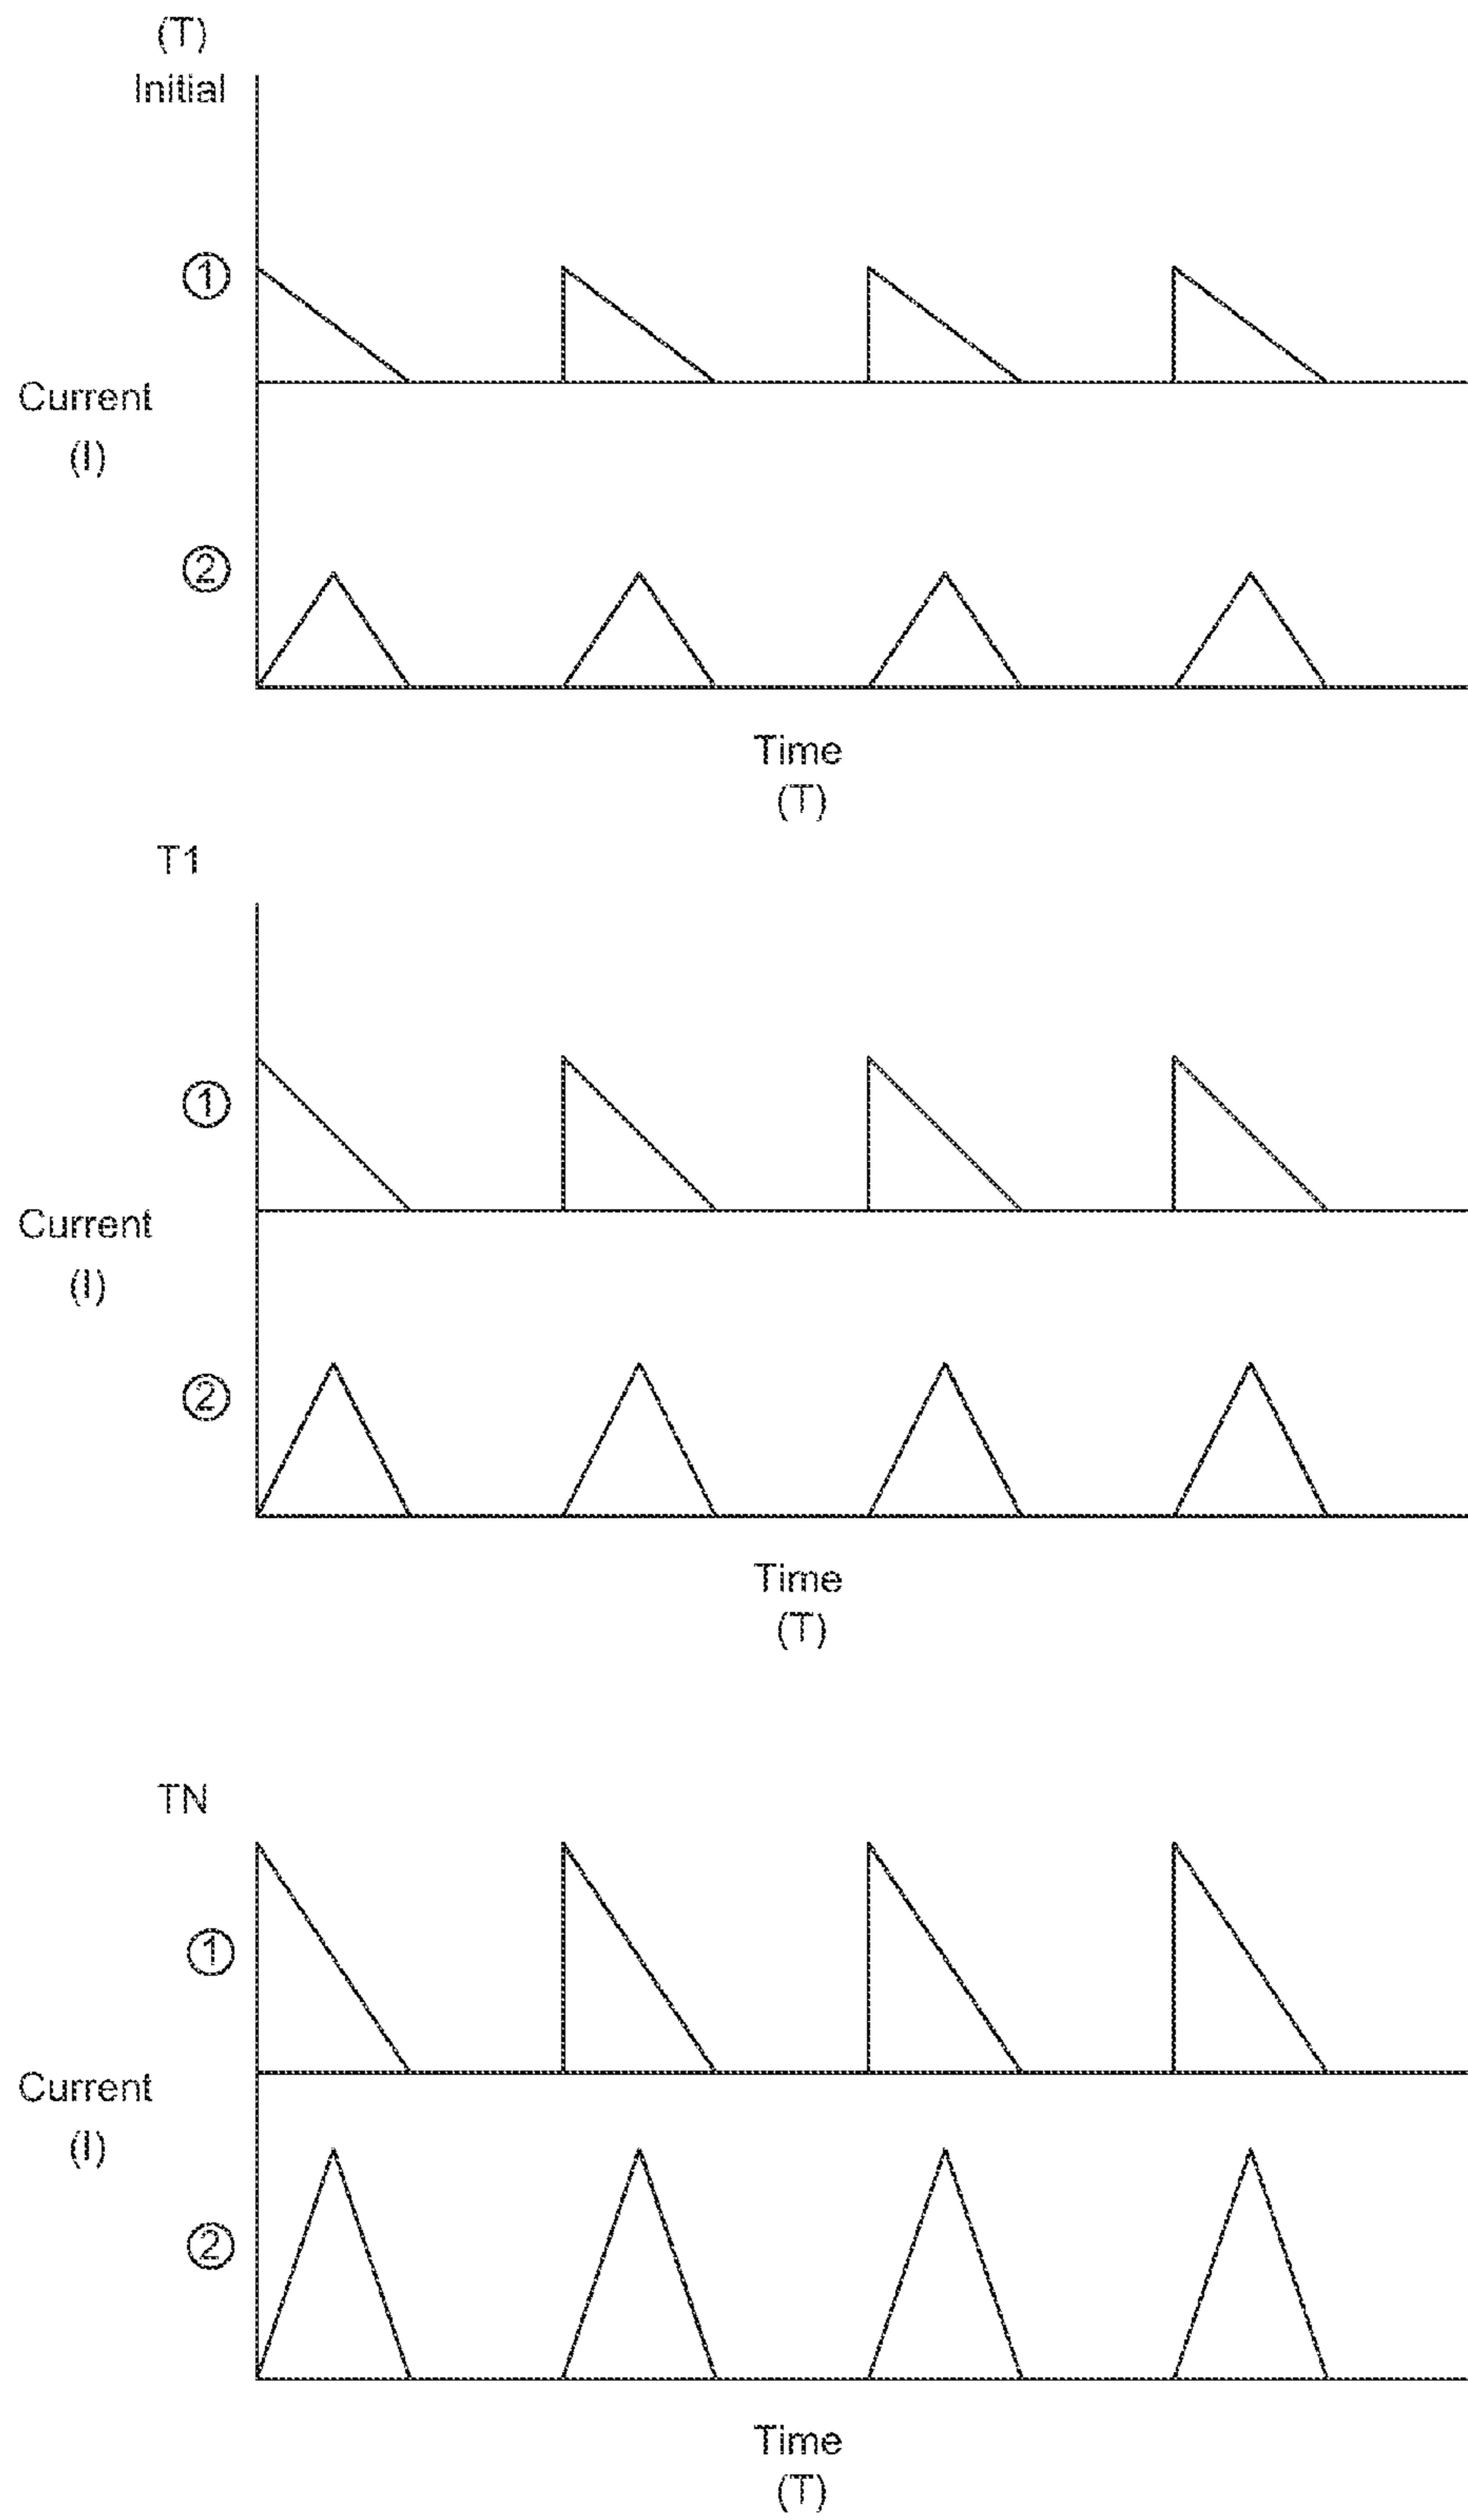 (T)
Initial
①
Current
(I)
②
Time
(T)
T1
①
Current
(I)
②
Time
(T)
TN
①
Current
(I)
②
Time
(T)